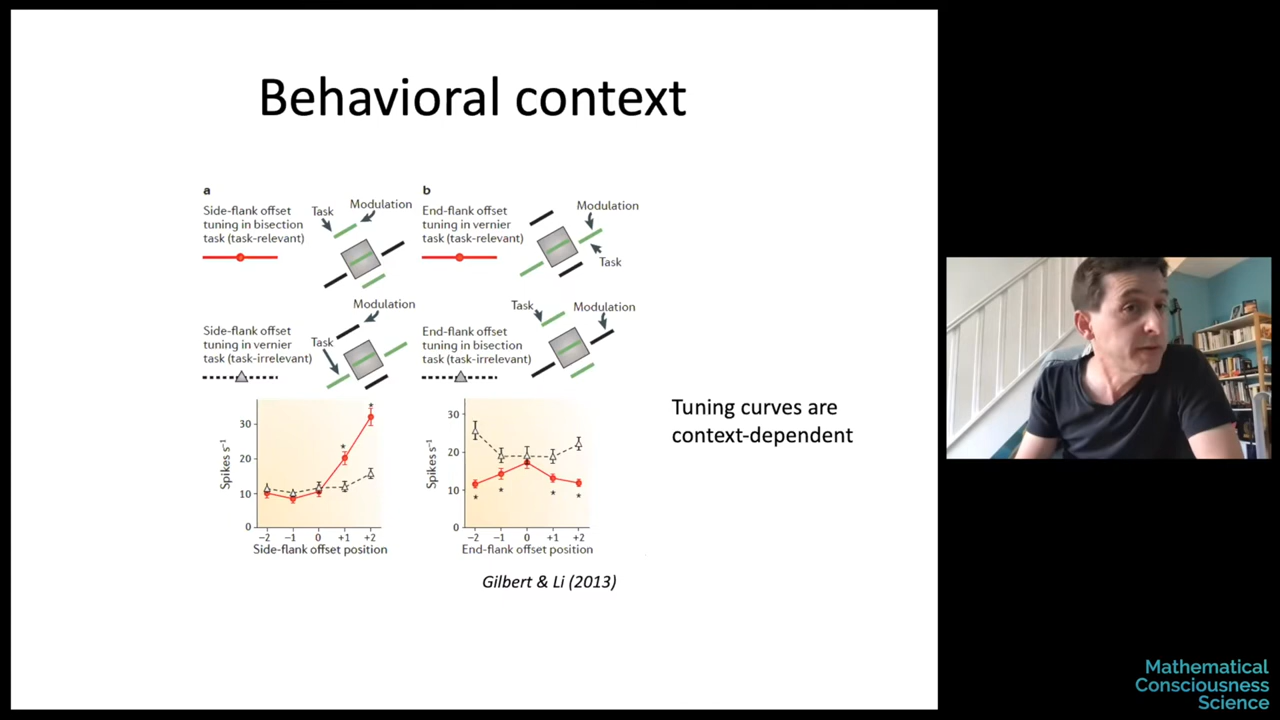 Behavioral context
a
Side-flank offset
tuning in bisection
task (task-relevant)
Task
Modulation
b
End-flank offset
tuning in vernier
task (task-relevant)
Modulation
Task
Side-flank offset
tuning in vernier
task (task-irrelevant)
Modulation
Task
End-flank offset
tuning in bisection
task (task-irrelevant)
Task
Modulation
Spikes s⁻¹
30
20
10
0
* *
−2 −1 0 +1 +2
Side-flank offset position
Spikes s⁻¹
30
20
10
0
* * * *
−2 −1 0 +1 +2
End-flank offset position
Tuning curves are
context-dependent
Gilbert & Li (2013)
Mathematical
Consciousness
Science